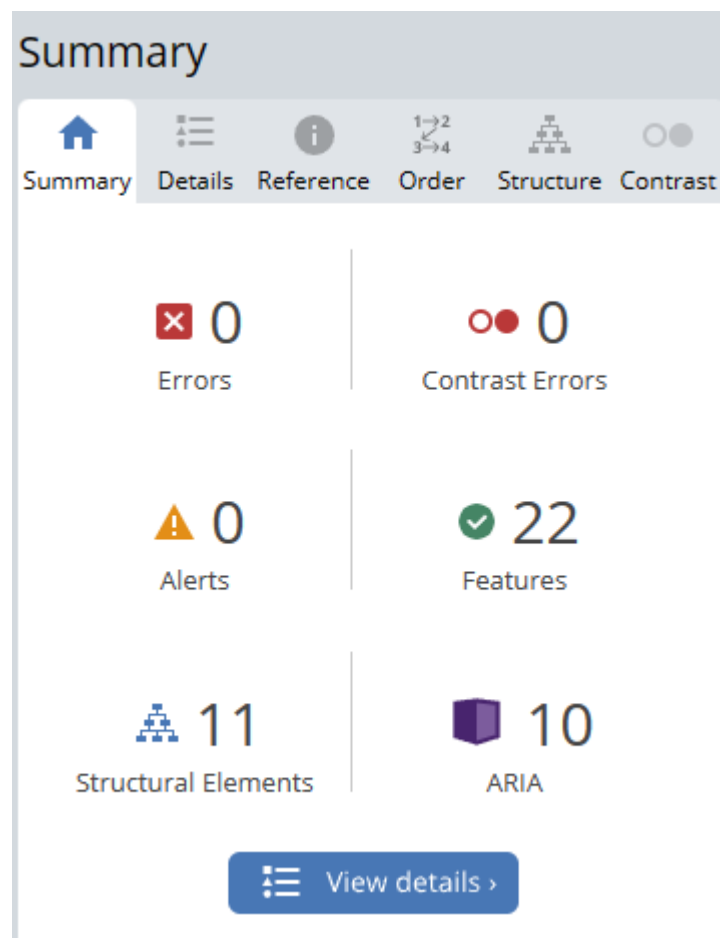 Summary
Summary Details Reference 1→2 3→4 Order Structure Contrast
0 Errors
0 Contrast Errors
0 Alerts
22 Features
11 Structural Elements
10 ARIA
View details ›